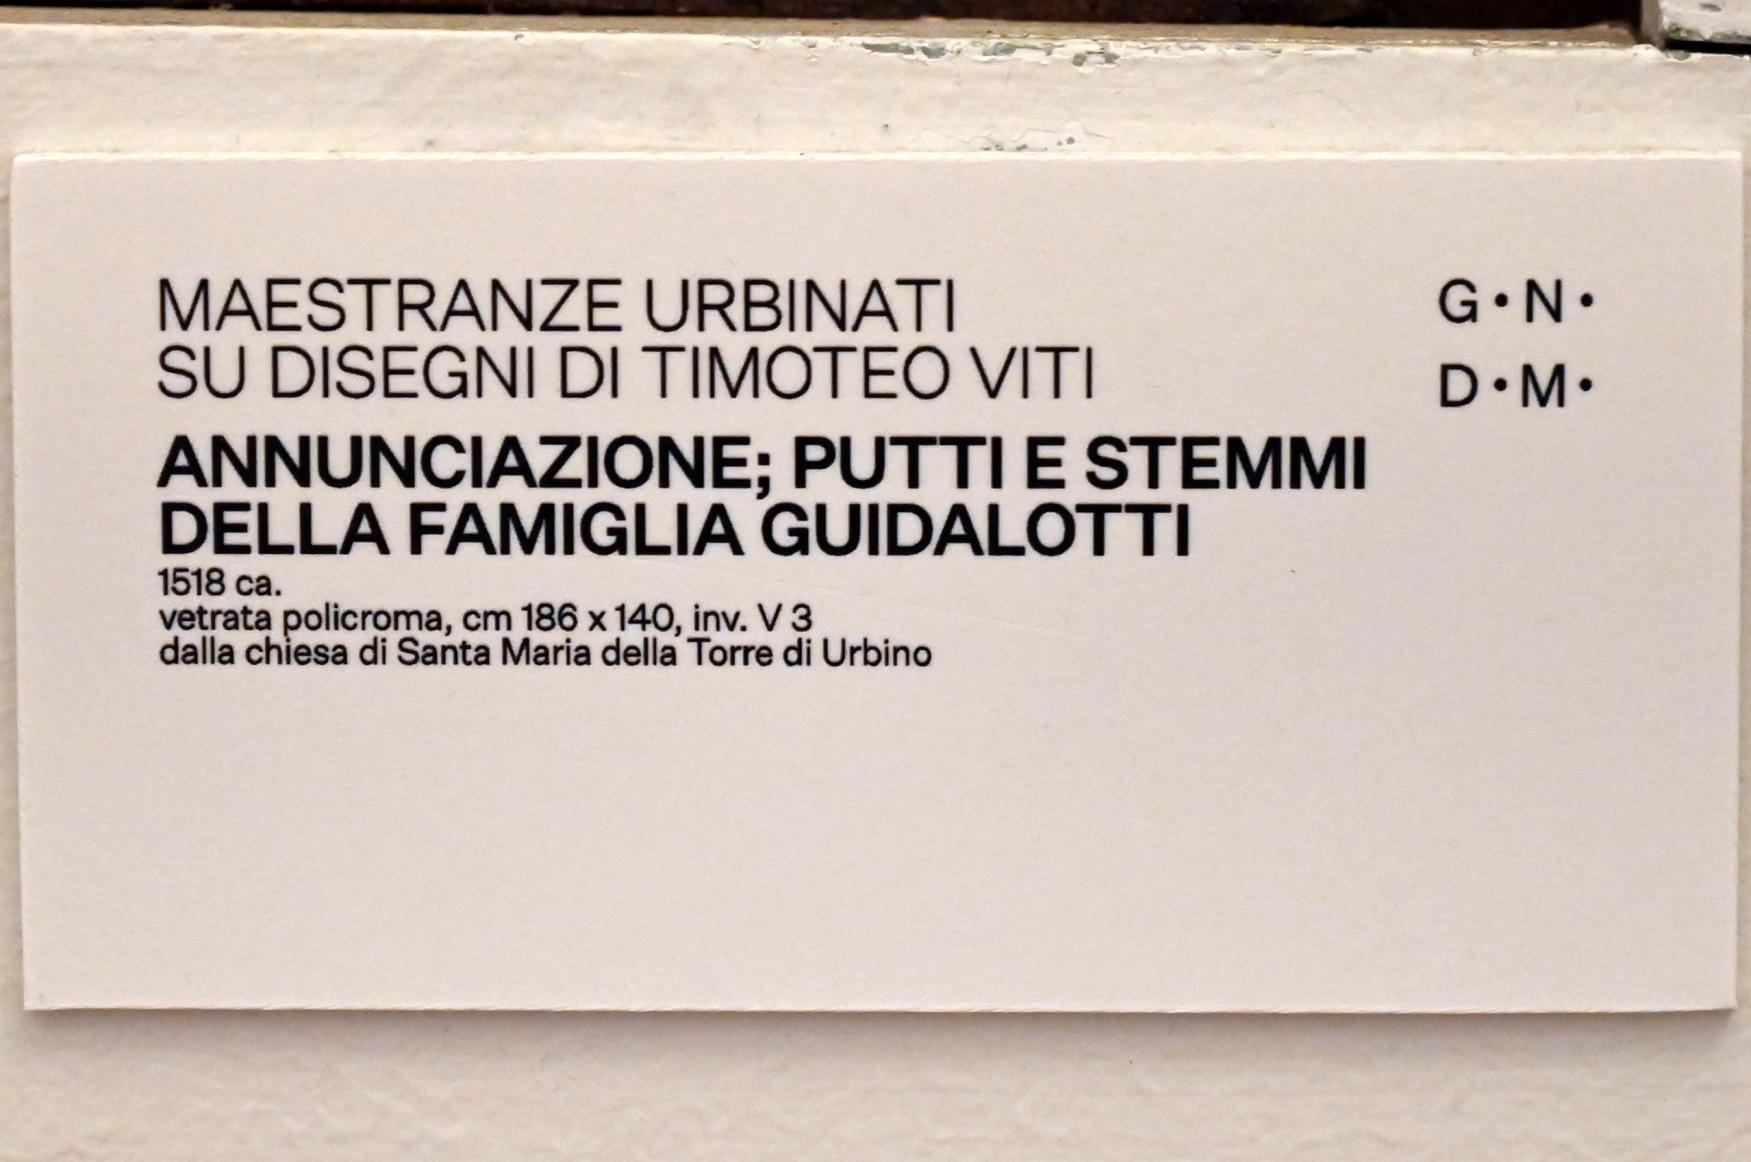 MAESTRANZE URBINATI
SU DISEGNI DI TIMOTEO VITI
ANNUNCIAZIONE; PUTTI E STEMMI
DELLA FAMIGLIA GUIDALOTTI
1518 ca.
vetrata policroma, cm 186 x 140, inv. V 3
dalla chiesa di Santa Maria della Torre di Urbino
G•N•
D•M•